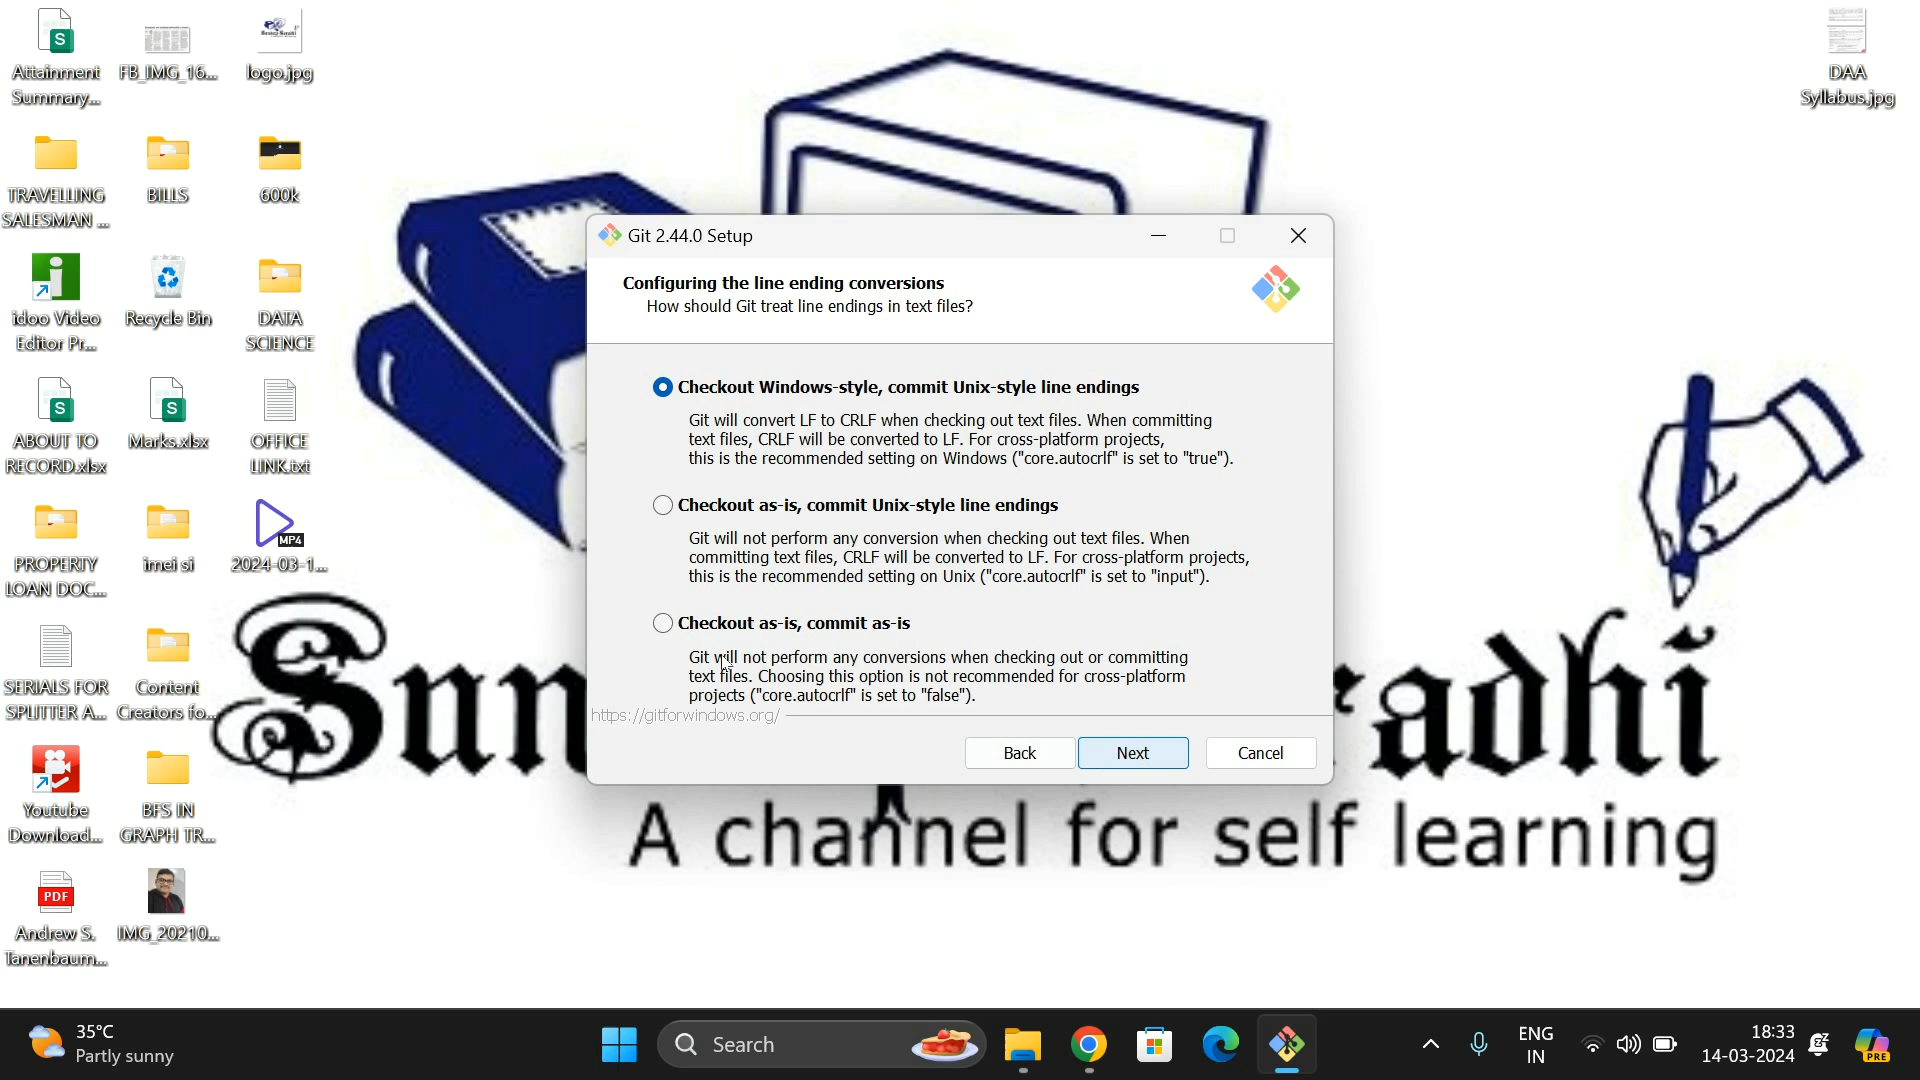 Attainment
Summary...
FB_IMG_16...
logo.jpg
DAA
Syllabus.jpg
TRAVELLING
SALESMAN ...
BILLS
600k
idoo Video
Editor Pr...
Recycle Bin
DATA
SCIENCE
ABOUT TO
RECORD.xlsx
Marks.xlsx
OFFICE
LINK.txt
PROPERTY
LOAN DOC...
imei si
MP4
2024-03-1...
SERIALS FOR
SPLITTER A...
Content
Creators fo...
Youtube
Download...
BFS IN
GRAPH TR...
PDF
Andrew S.
Tanenbaum...
IMG_20210...
Git 2.44.0 Setup
Configuring the line ending conversions
How should Git treat line endings in text files?
Checkout Windows-style, commit Unix-style line endings
Git will convert LF to CRLF when checking out text files. When committing
text files, CRLF will be converted to LF. For cross-platform projects,
this is the recommended setting on Windows ("core.autocrlf" is set to "true").
Checkout as-is, commit Unix-style line endings
Git will not perform any conversion when checking out text files. When
committing text files, CRLF will be converted to LF. For cross-platform projects,
this is the recommended setting on Unix ("core.autocrlf" is set to "input").
Checkout as-is, commit as-is
Git will not perform any conversions when checking out or committing
text files. Choosing this option is not recommended for cross-platform
projects ("core.autocrlf" is set to "false").
https://gitforwindows.org/
Back
Next
Cancel
A channel for self learning
35°C
Partly sunny
Search
ENG
IN
18:33
14-03-2024
PRE